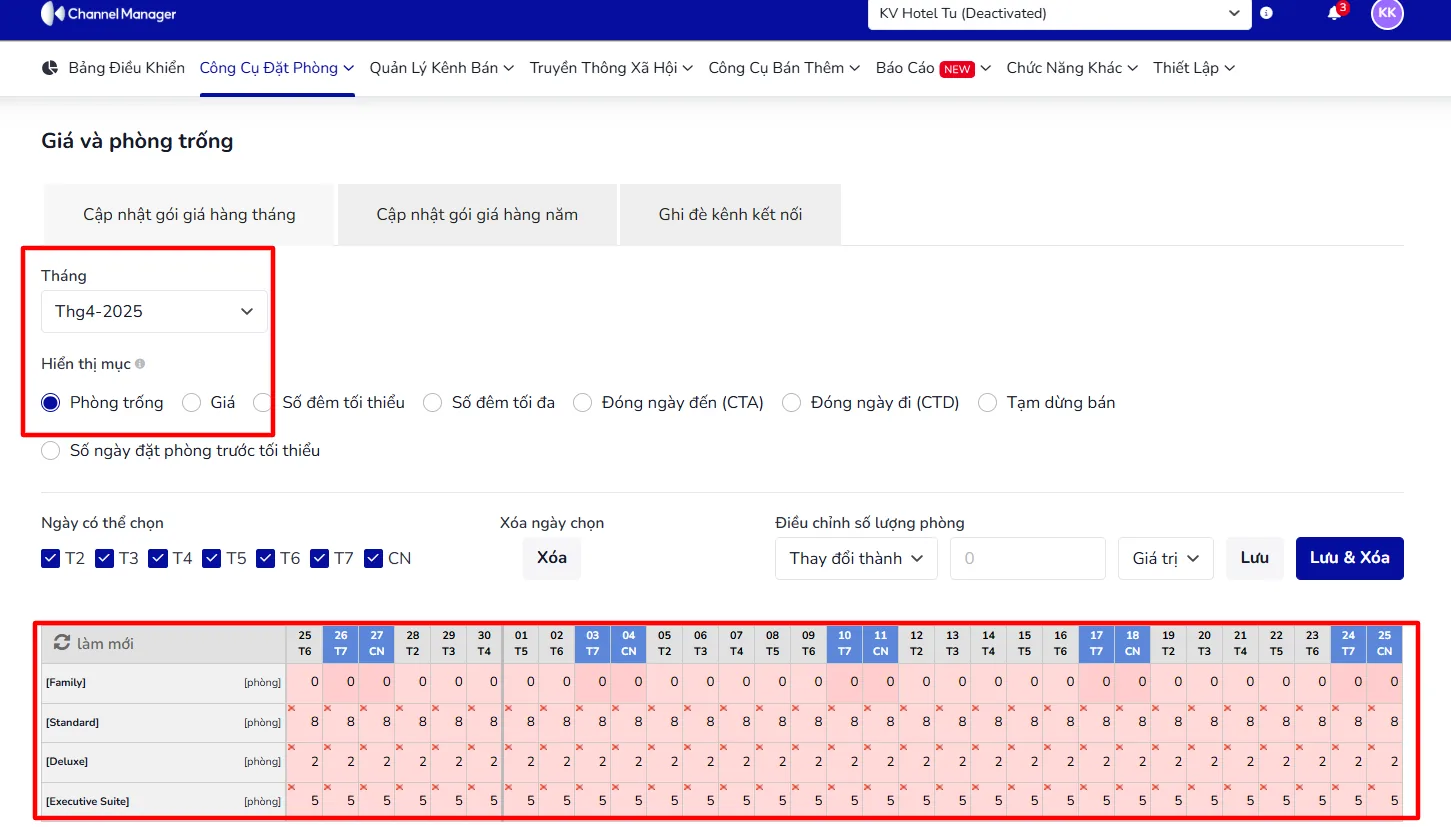 Channel Manager
KV Hotel Tu (Deactivated)
3
KK
Bảng Điều Khiển Công Cụ Đặt Phòng Quản Lý Kênh Bán Truyền Thông Xã Hội Công Cụ Bán Thêm Báo Cáo NEW Chức Năng Khác Thiết Lập
Giá và phòng trống
Cập nhật gói giá hàng tháng Cập nhật gói giá hàng năm Ghi đè kênh kết nối
Tháng
Thg4-2025
Hiển thị mục
Phòng trống Giá Số đêm tối thiểu Số đêm tối đa Đóng ngày đến (CTA) Đóng ngày đi (CTD) Tạm dừng bán
Số ngày đặt phòng trước tối thiểu
Ngày có thể chọn Xóa ngày chọn Điều chỉnh số lượng phòng
T2 T3 T4 T5 T6 T7 CN Xóa Thay đổi thành 0 Giá trị Lưu Lưu & Xóa
làm mới
25 26 27 28 29 30 01 02 03 04 05 06 07 08 09 10 11 12 13 14 15 16 17 18 19 20 21 22 23 24 25
T6 T7 CN T2 T3 T4 T5 T6 T7 CN T2 T3 T4 T5 T6 T7 CN T2 T3 T4 T5 T6 T7 CN T2 T3 T4 T5 T6 T7 CN
[Family] [phòng] 0 0 0 0 0 0 0 0 0 0 0 0 0 0 0 0 0 0 0 0 0 0 0 0 0 0 0 0 0 0 0
[Standard] [phòng] 8 8 8 8 8 8 8 8 8 8 8 8 8 8 8 8 8 8 8 8 8 8 8 8 8 8 8 8 8 8 8
[Deluxe] [phòng] 2 2 2 2 2 2 2 2 2 2 2 2 2 2 2 2 2 2 2 2 2 2 2 2 2 2 2 2 2 2 2
[Executive Suite] [phòng] 5 5 5 5 5 5 5 5 5 5 5 5 5 5 5 5 5 5 5 5 5 5 5 5 5 5 5 5 5 5 5